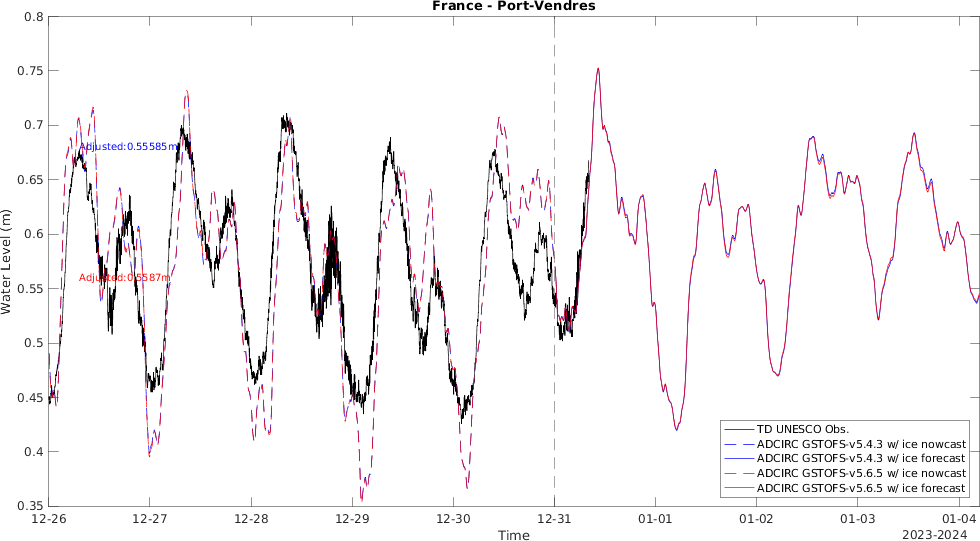 France - Port-Vendres
0.8
0.75
0.7
0.65
0.6
0.55
0.5
0.45
0.4
0.35
Water Level (m)
Adjusted:0.55585m
Adjusted:0.5587m
TD UNESCO Obs.
ADCIRC GSTOFS-v5.4.3 w/ ice nowcast
ADCIRC GSTOFS-v5.4.3 w/ ice forecast
ADCIRC GSTOFS-v5.6.5 w/ ice nowcast
ADCIRC GSTOFS-v5.6.5 w/ ice forecast
12-26 12-27 12-28 12-29 12-30 12-31 01-01 01-02 01-03 01-04
Time
2023-2024